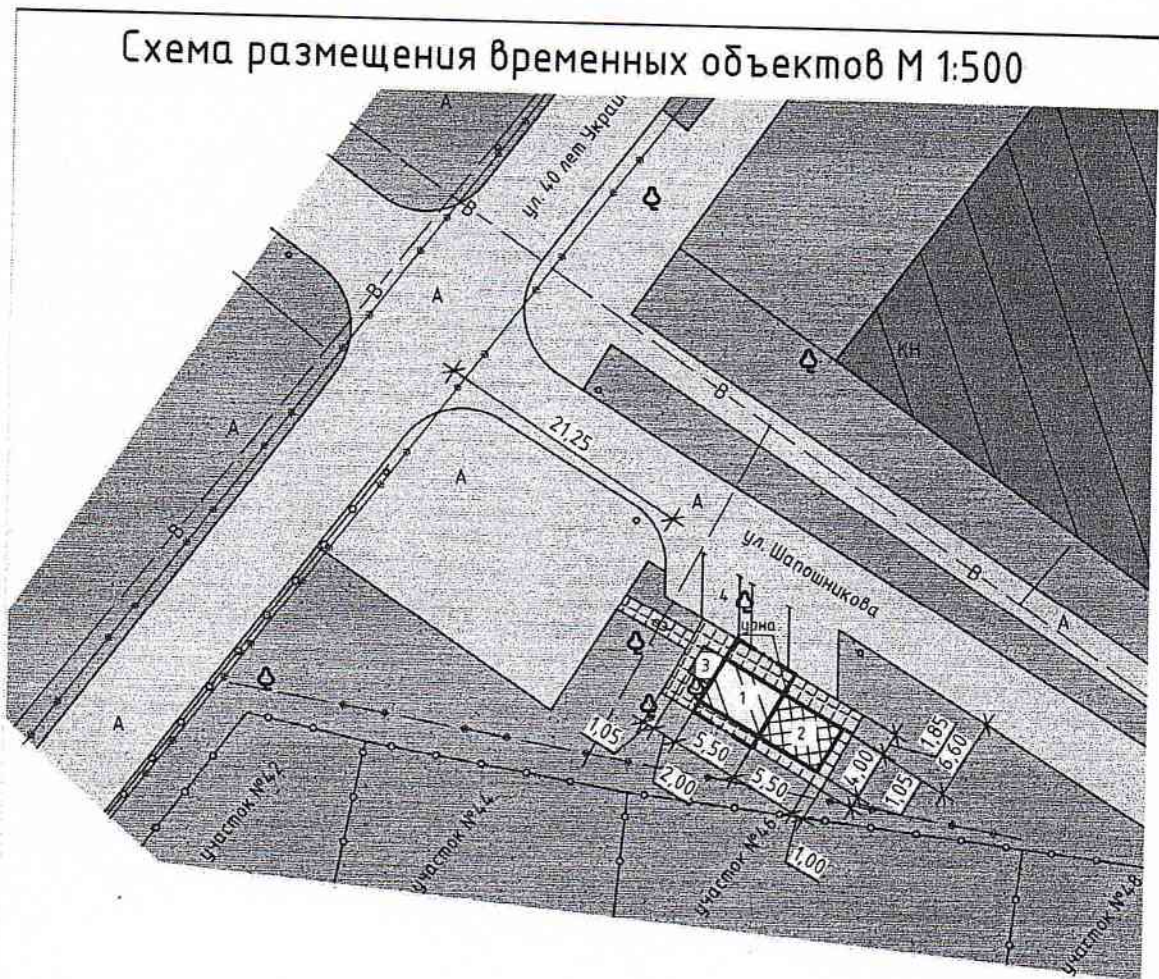 Схема размещения временных объектов М 1:500
А
ул. 40 лет
В
А
В
А
КН
В
А
21,25
А
А
ул. Шапошникова
В
В
А
4
урна
3
1
2
А
1,05
5,50
2,00
5,50
4,00
1,05
1,85
6,60
1,00
участок №42
участок №44
участок №46
участок №48